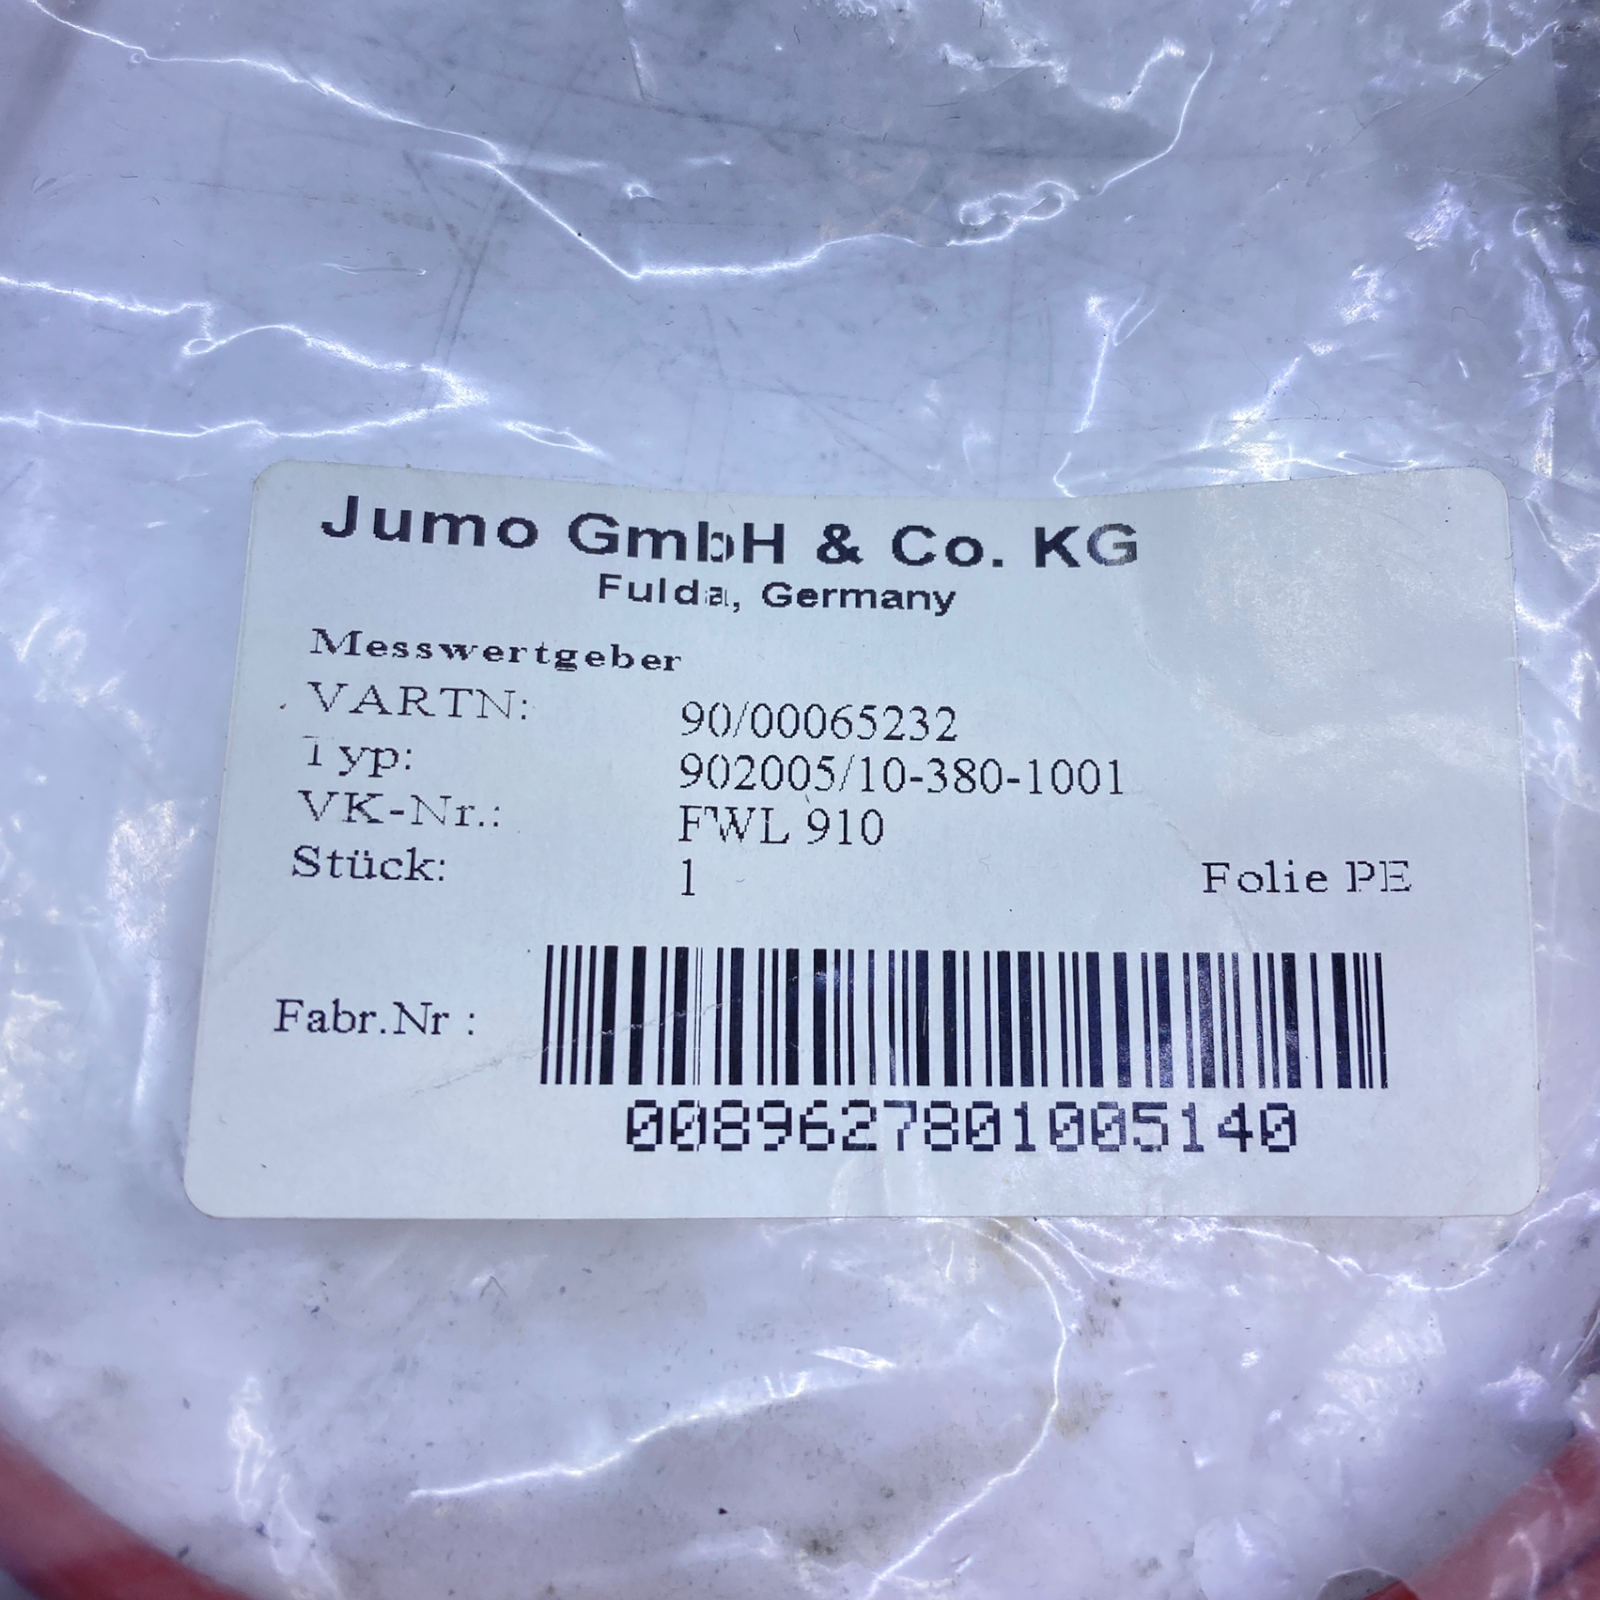 Jumo GmbH & Co. KG
Fulda, Germany
Messwertgeber
VARTN: 90/00065232
Typ: 902005/10-380-1001
VK-Nr.: FWL 910
Stück: 1 Folie PE
Fabr.Nr :
0089627801005140